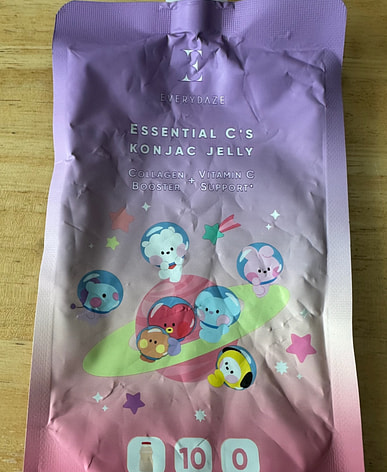 E
EVERYDAZE
ESSENTIAL C'S
KONJAC JELLY
COLLAGEN + VITAMIN C
BOOSTER SUPPORT*
10 0